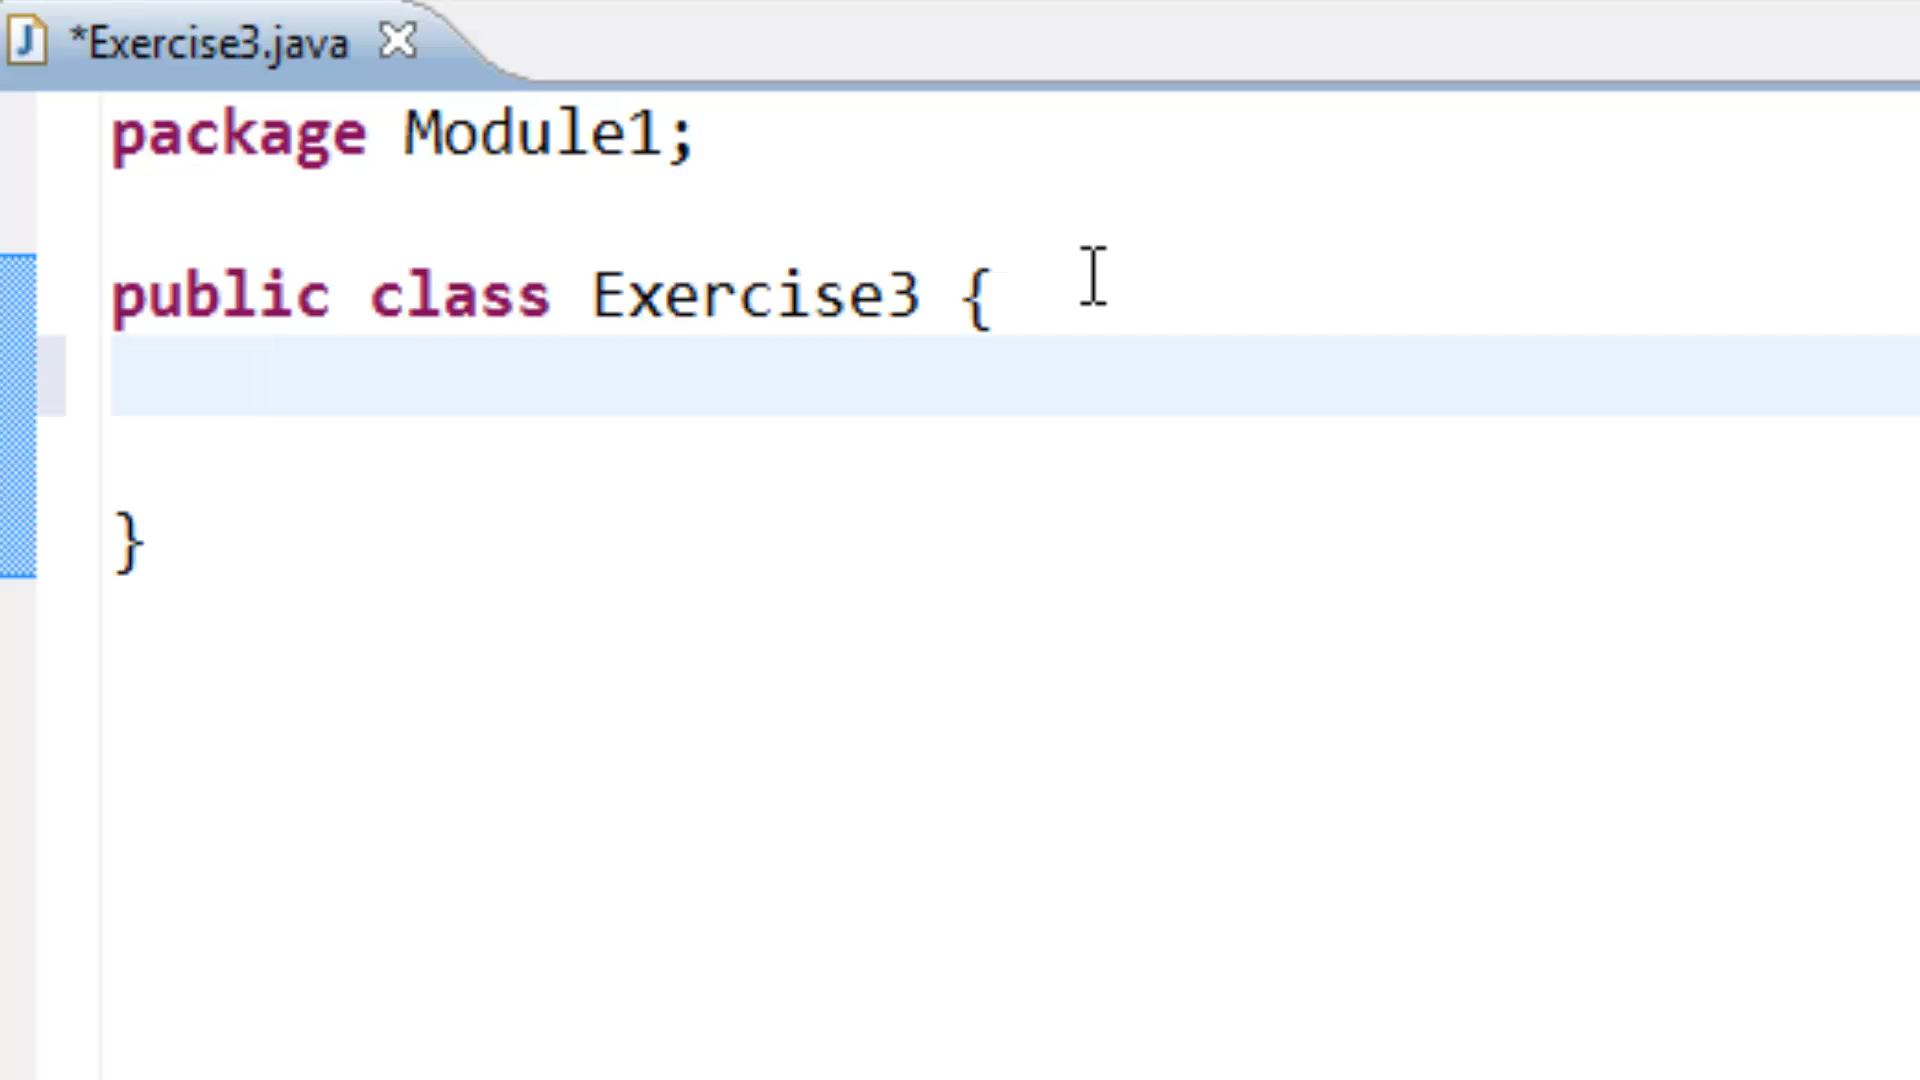 *Exercise3.java
package Module1;
public class Exercise3 {
}